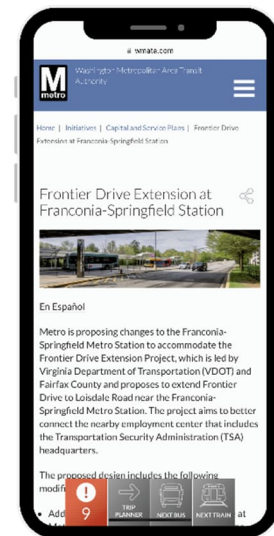 wmata.com
M
metro
Washington Metropolitan Area Transit
Authority
Home | Initiatives | Capital and Service Plans | Frontier Drive
Extension at Franconia-Springfield Station
Frontier Drive Extension at
Franconia-Springfield Station
En Español
Metro is proposing changes to the Franconia-
Springfield Metro Station to accommodate the
Frontier Drive Extension Project, which is led by
Virginia Department of Transportation (VDOT) and
Fairfax County and proposes to extend Frontier
Drive to Loisdale Road near the Franconia-
Springfield Metro Station. The project aims to better
connect the nearby employment center that includes
the Transportation Security Administration (TSA)
headquarters.
The proposed design includes the following
modifi
Add at
9
TRIP
PLANNER
NEXT BUS
NEXT TRAIN